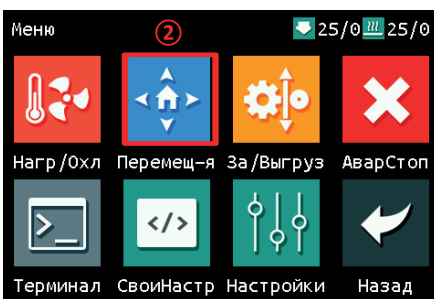 Меню ② 25/0 25/0
Нагр/Охл Перемещ-я За/Выгруз АварСтоп
Терминал СвоиНастр Настройки Назад